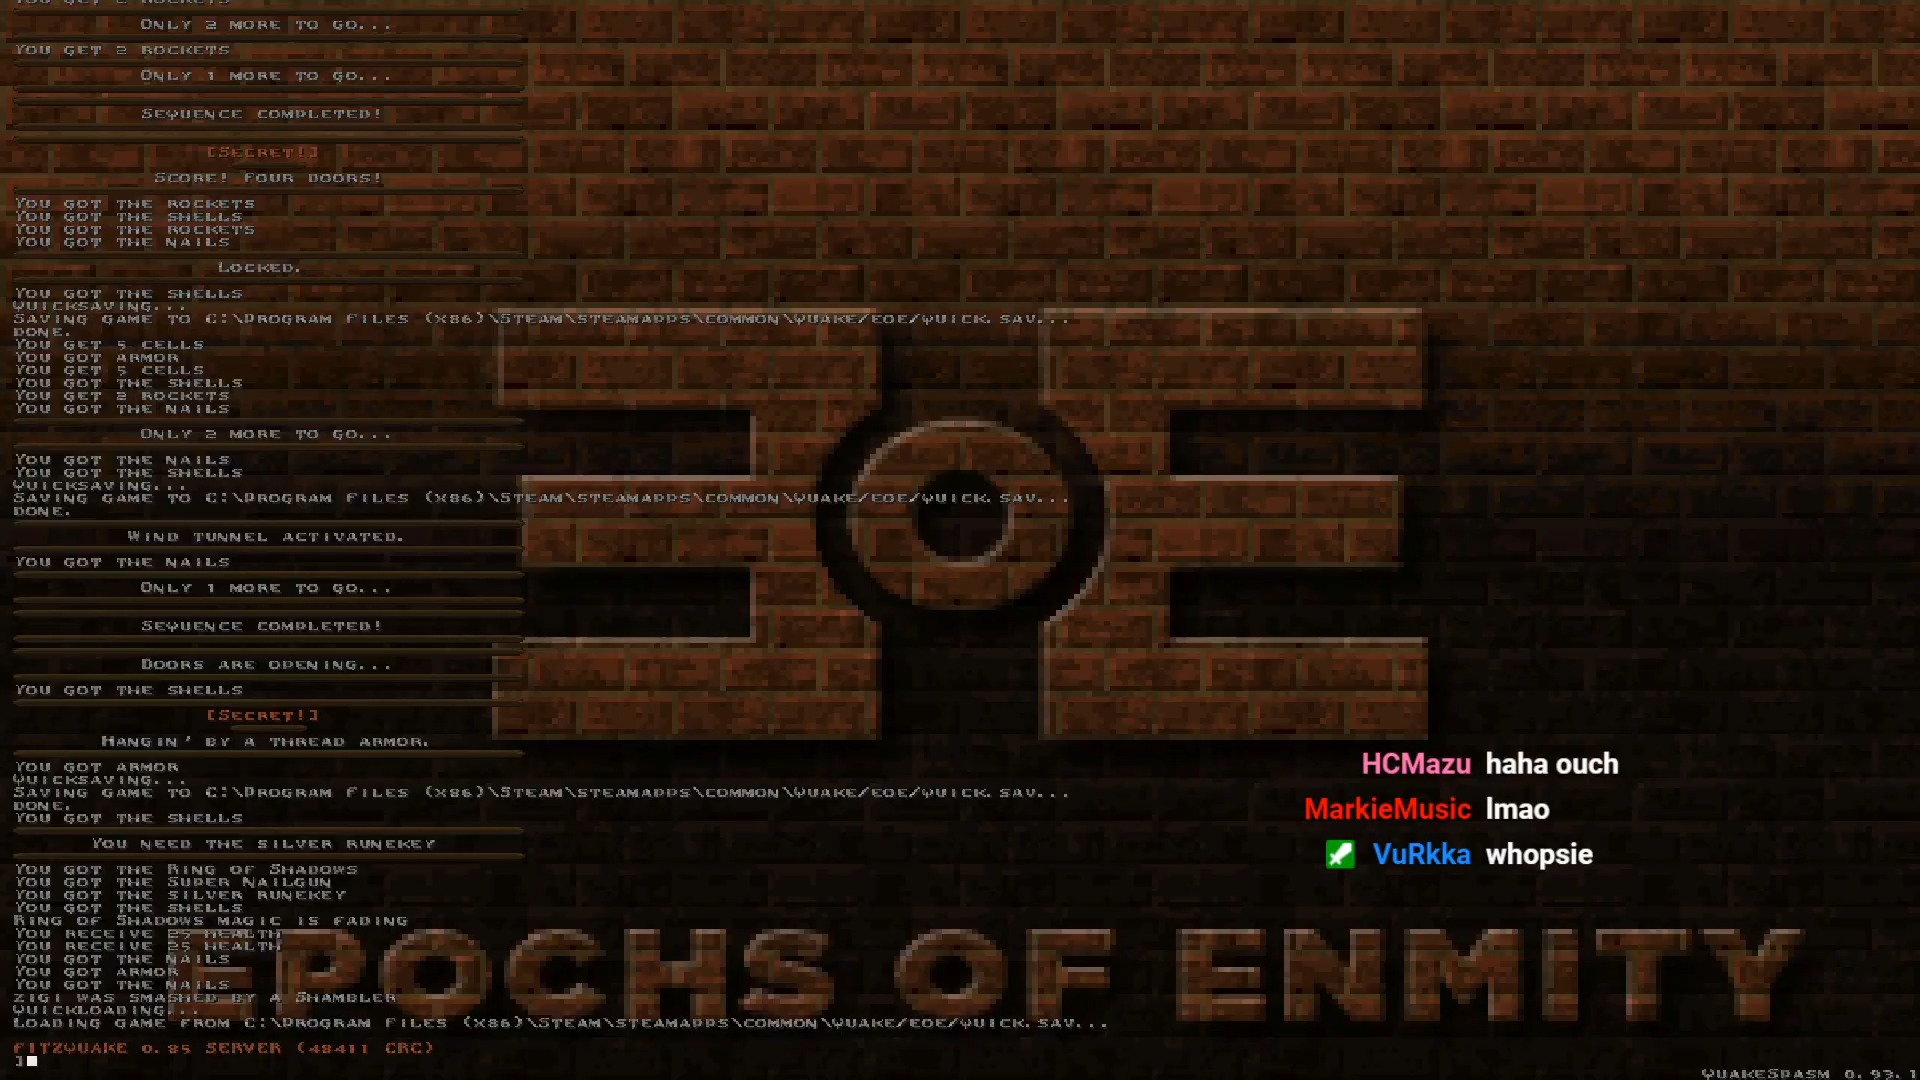 You get 2 rockets
Only 2 more to go...
You get 2 rockets
Only 1 more to go...
Sequence completed!
[Secret!]
Score! Four doors!
You got the rockets
You got the shells
You got the rockets
You got the nails
Locked.
You got the shells
Quicksaving...
Saving game to C:\Program Files (x86)\Steam\steamapps\common\Quake/eoe/quick.sav...
done.
You get 5 cells
You got armor
You get 5 cells
You got the shells
You get 2 rockets
You got the nails
Only 2 more to go...
You got the nails
You got the shells
Quicksaving...
Saving game to C:\Program Files (x86)\Steam\steamapps\common\Quake/eoe/quick.sav...
done.
Wind tunnel activated.
You got the nails
Only 1 more to go...
Sequence completed!
Doors are opening...
You got the shells
[Secret!]
Hangin' by a thread armor.
You got armor
Quicksaving...
Saving game to C:\Program Files (x86)\Steam\steamapps\common\Quake/eoe/quick.sav...
done.
You got the shells
You need the silver runekey
You got the Ring of Shadows
You got the Super Nailgun
You got the silver runekey
You got the shells
Ring of Shadows magic is fading
You receive 25 health
You receive 25 health
You got the nails
You got armor
You got the nails
zigi was smashed by a Shambler
Quickloading...
Loading game from C:\Program Files (x86)\Steam\steamapps\common\Quake/eoe/quick.sav...
FitzQuake 0.85 Server (48411 CRC)
]
EOE
EPOCHS OF ENMITY
HCMazu haha ouch
MarkieMusic lmao
VuRkka whopsie